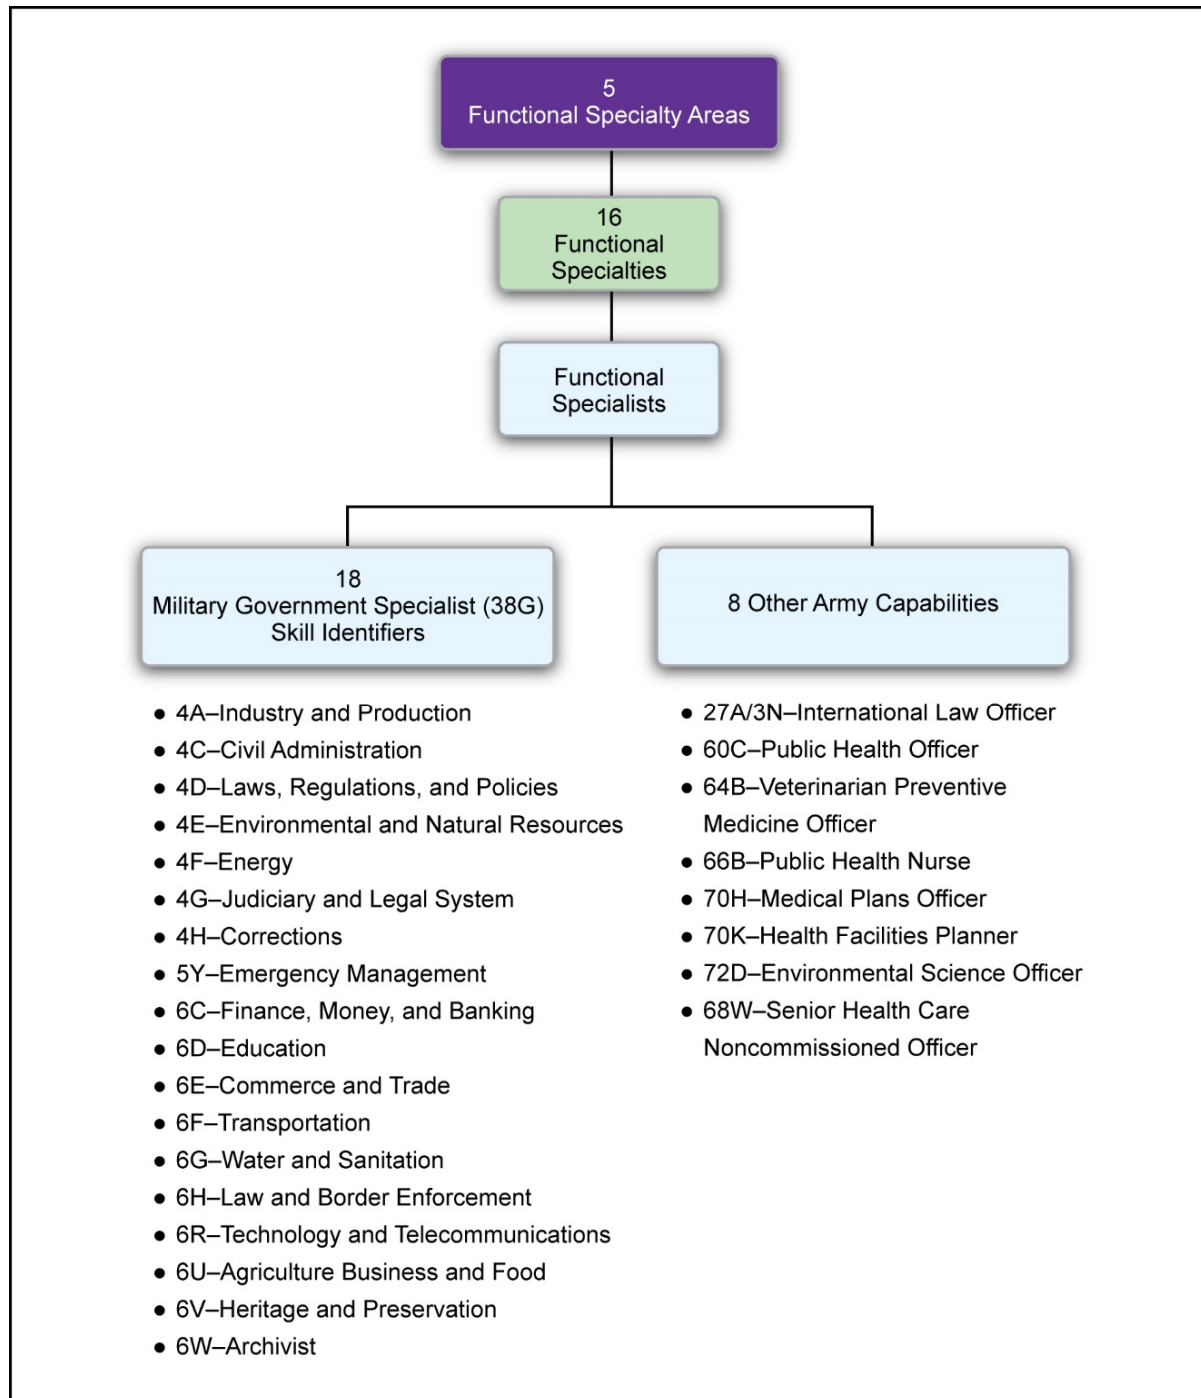 5
Functional Specialty Areas
16
Functional
Specialties
Functional
Specialists
18
Military Government Specialist (38G)
Skill Identifiers
● 4A–Industry and Production
● 4C–Civil Administration
● 4D–Laws, Regulations, and Policies
● 4E–Environmental and Natural Resources
● 4F–Energy
● 4G–Judiciary and Legal System
● 4H–Corrections
● 5Y–Emergency Management
● 6C–Finance, Money, and Banking
● 6D–Education
● 6E–Commerce and Trade
● 6F–Transportation
● 6G–Water and Sanitation
● 6H–Law and Border Enforcement
● 6R–Technology and Telecommunications
● 6U–Agriculture Business and Food
● 6V–Heritage and Preservation
● 6W–Archivist
8 Other Army Capabilities
● 27A/3N–International Law Officer
● 60C–Public Health Officer
● 64B–Veterinarian Preventive
Medicine Officer
● 66B–Public Health Nurse
● 70H–Medical Plans Officer
● 70K–Health Facilities Planner
● 72D–Environmental Science Officer
● 68W–Senior Health Care
Noncommissioned Officer